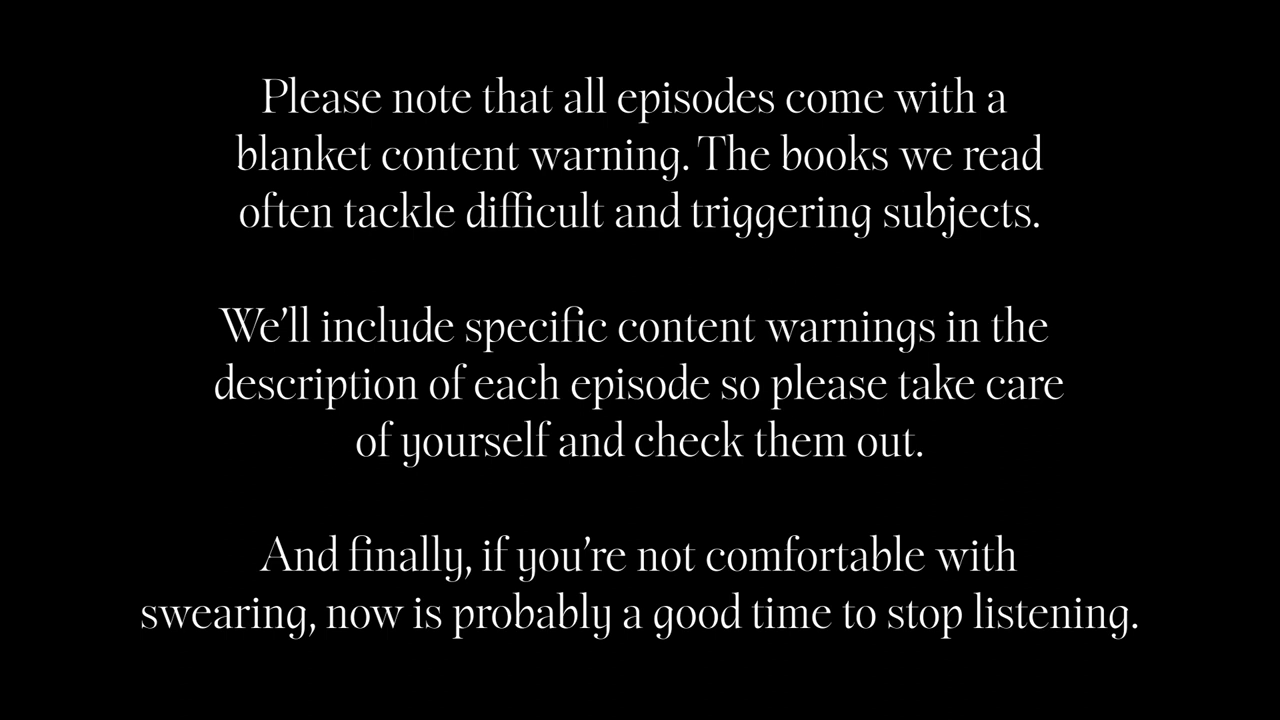 Please note that all episodes come with a
blanket content warning. The books we read
often tackle difficult and triggering subjects.
We’ll include specific content warnings in the
description of each episode so please take care
of yourself and check them out.
And finally, if you’re not comfortable with
swearing, now is probably a good time to stop listening.